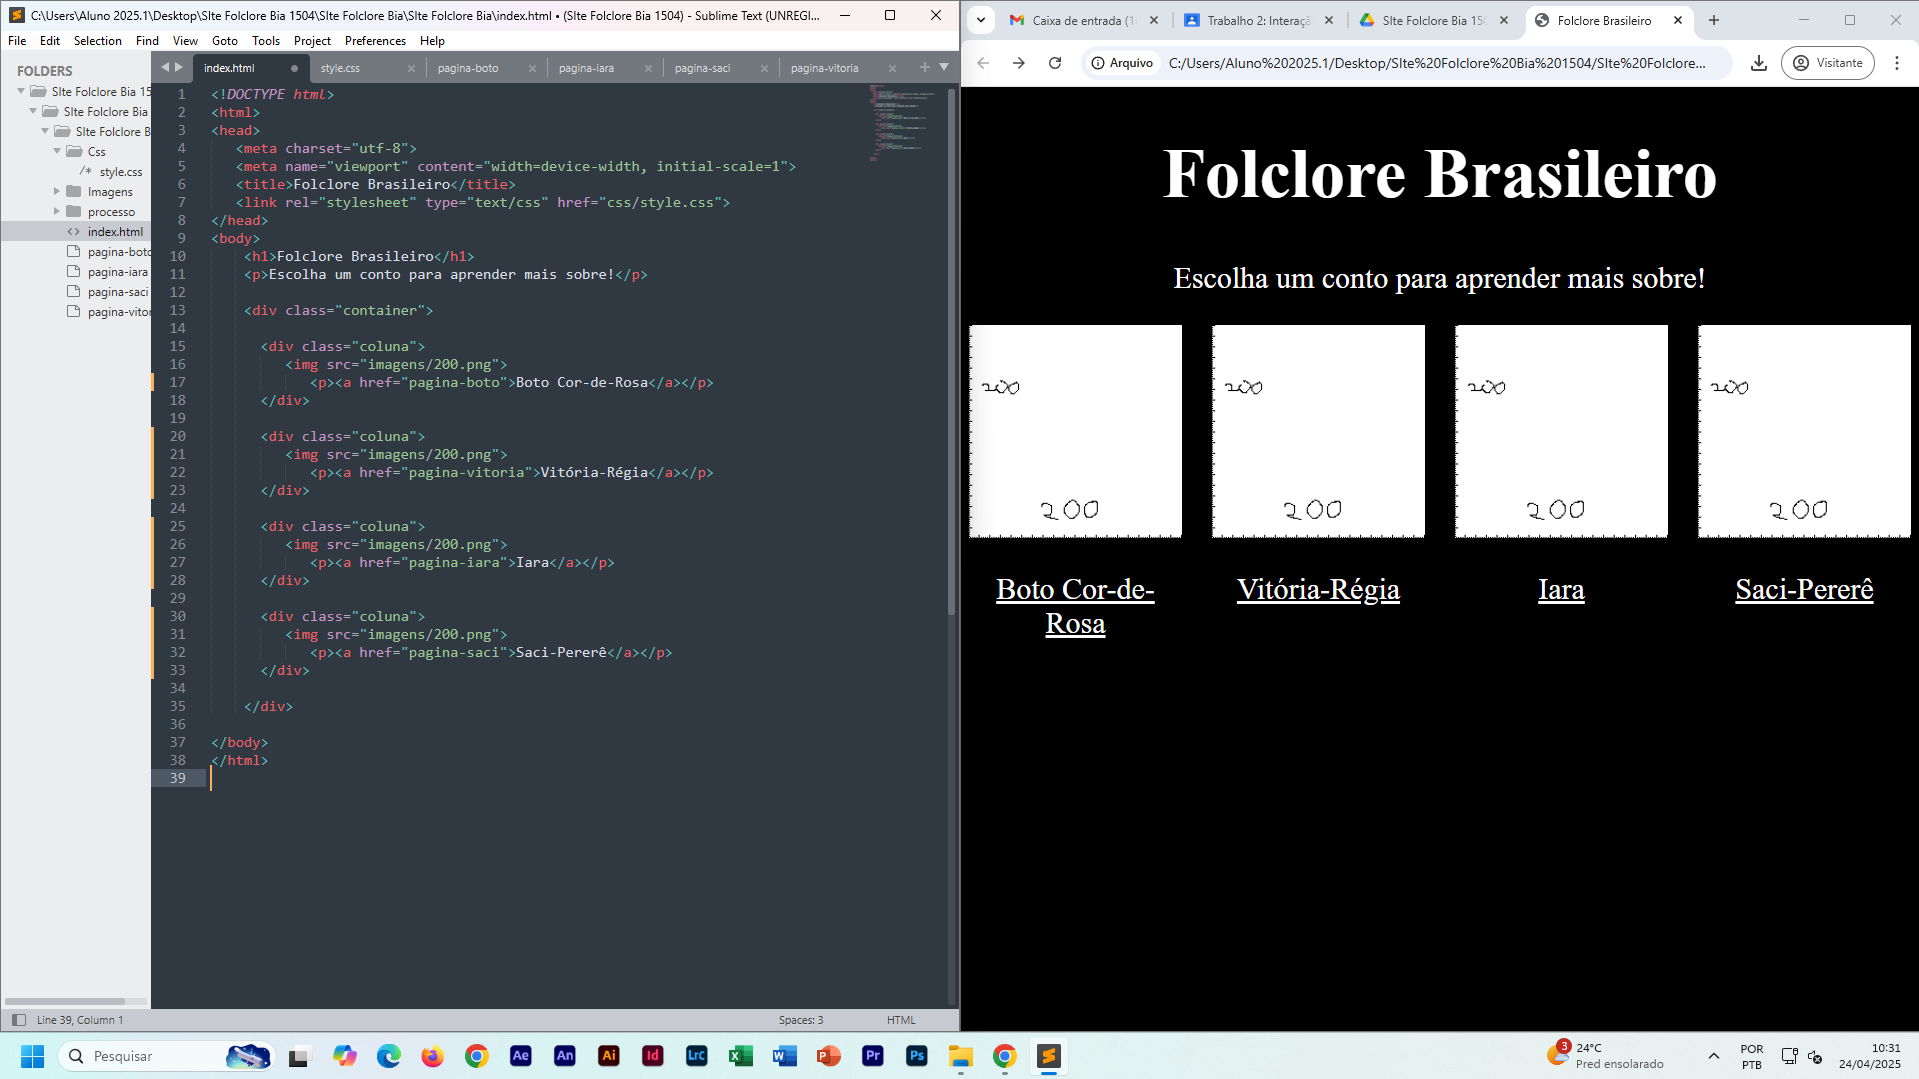 C:\Users\Aluno 2025.1\Desktop\SIte Folclore Bia 1504\SIte Folclore Bia\SIte Folclore Bia\index.html • (SIte Folclore Bia 1504) - Sublime Text (UNREGI...
File Edit Selection Find View Goto Tools Project Preferences Help
FOLDERS
SIte Folclore Bia 15
SIte Folclore Bia
SIte Folclore B
Css
/* style.css
Imagens
processo
<> index.html
pagina-boto
pagina-iara
pagina-saci
pagina-vitor
index.html style.css pagina-boto pagina-iara pagina-saci pagina-vitoria
1 <!DOCTYPE html>
2 <html>
3 <head>
4 <meta charset="utf-8">
5 <meta name="viewport" content="width=device-width, initial-scale=1">
6 <title>Folclore Brasileiro</title>
7 <link rel="stylesheet" type="text/css" href="css/style.css">
8 </head>
9 <body>
10 <h1>Folclore Brasileiro</h1>
11 <p>Escolha um conto para aprender mais sobre!</p>
12
13 <div class="container">
14
15 <div class="coluna">
16 <img src="imagens/200.png">
17 <p><a href="pagina-boto">Boto Cor-de-Rosa</a></p>
18 </div>
19
20 <div class="coluna">
21 <img src="imagens/200.png">
22 <p><a href="pagina-vitoria">Vitória-Régia</a></p>
23 </div>
24
25 <div class="coluna">
26 <img src="imagens/200.png">
27 <p><a href="pagina-iara">Iara</a></p>
28 </div>
29
30 <div class="coluna">
31 <img src="imagens/200.png">
32 <p><a href="pagina-saci">Saci-Pererê</a></p>
33 </div>
34
35 </div>
36
37 </body>
38 </html>
39
Line 39, Column 1 Spaces: 3 HTML
Caixa de entrada (1 Trabalho 2: Interaçã SIte Folclore Bia 150 Folclore Brasileiro
Arquivo C:/Users/Aluno%202025.1/Desktop/SIte%20Folclore%20Bia%201504/SIte%20Folclore... Visitante
Folclore Brasileiro
Escolha um conto para aprender mais sobre!
200 200 200 200
200 200 200 200
Boto Cor-de-
Rosa
Vitória-Régia
Iara
Saci-Pererê
Pesquisar
Ae An Ai Id Lrc Pr Ps
3
24°C
Pred ensolarado
POR
PTB
10:31
24/04/2025